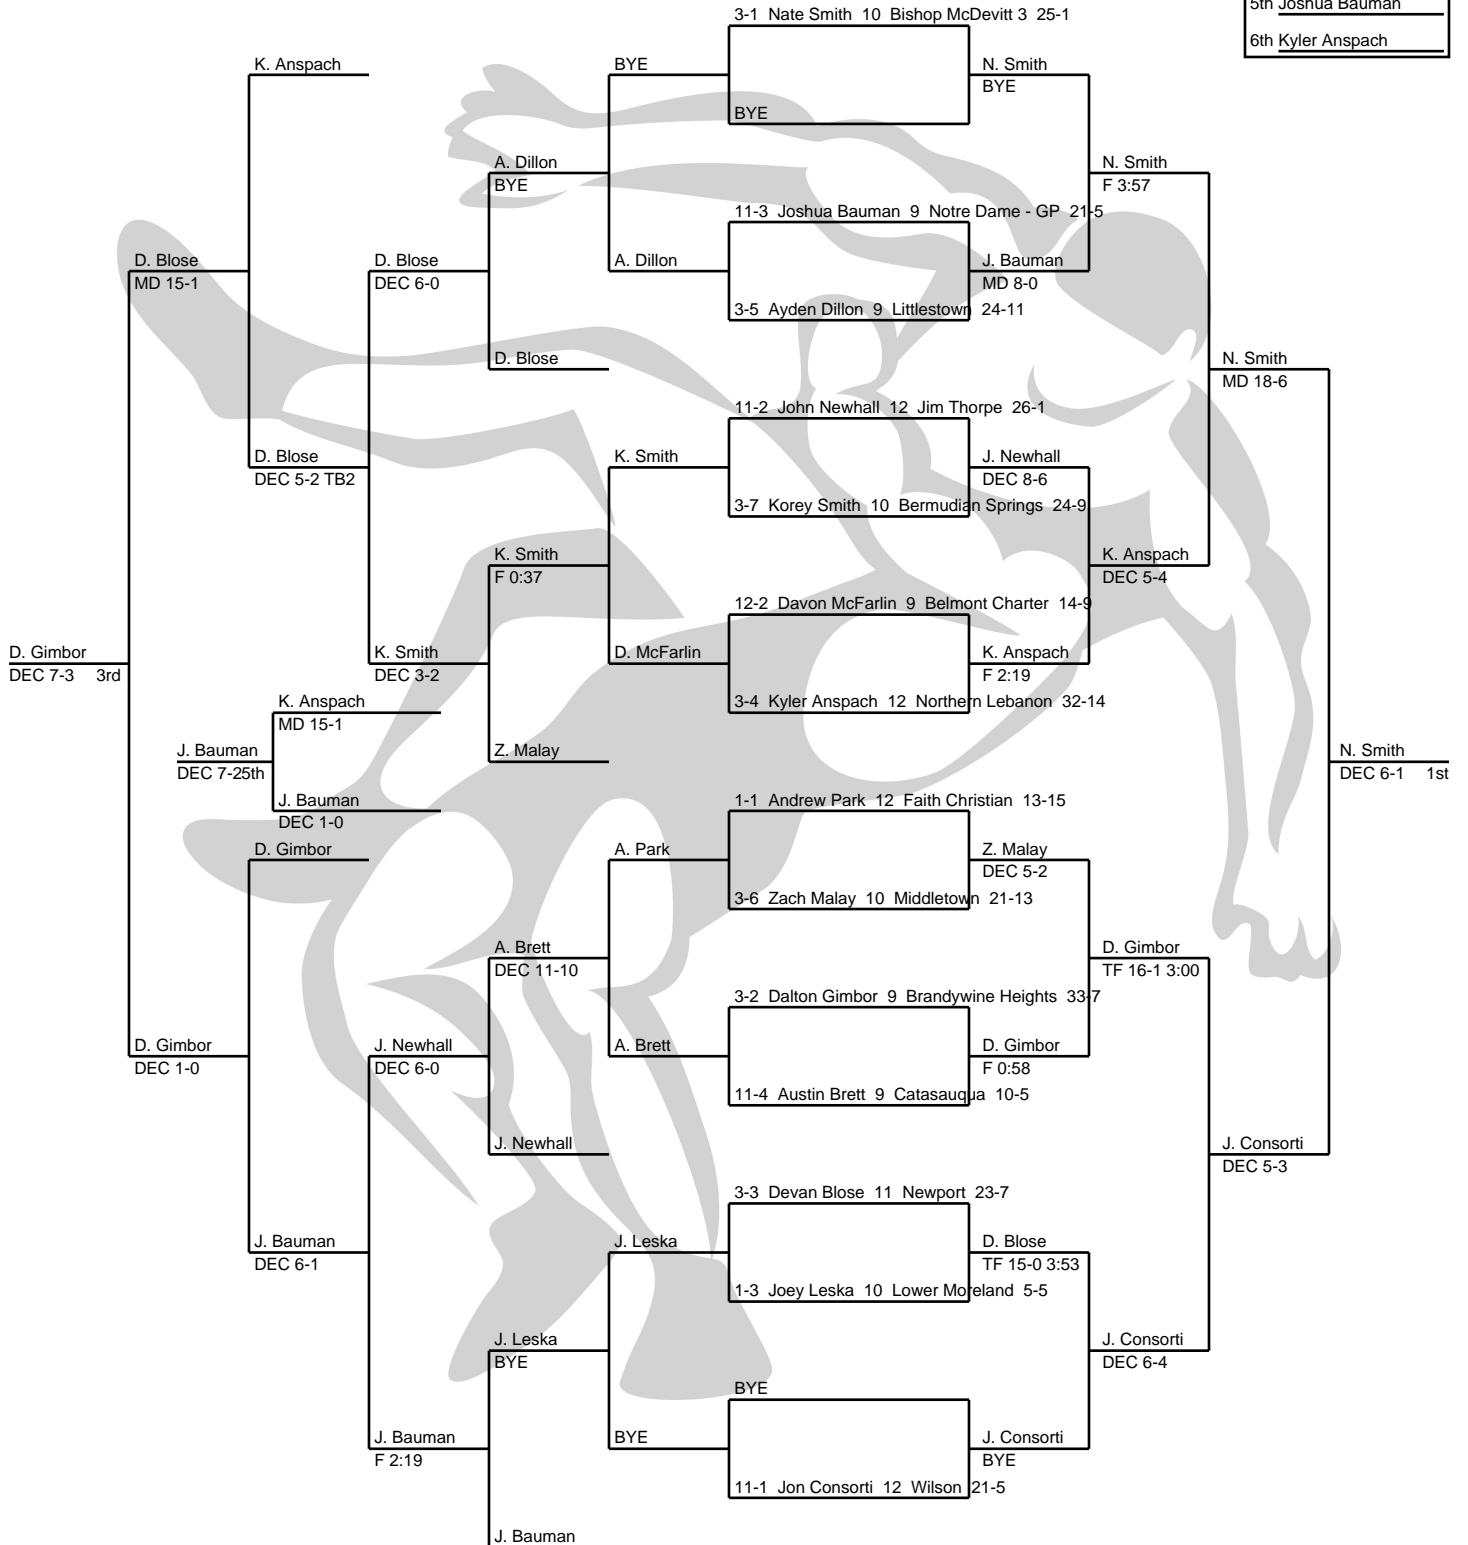 5th Joshua Bauman
6th Kyler Anspach
3-1 Nate Smith 10 Bishop McDevitt 3 25-1
BYE
N. Smith
BYE
11-3 Joshua Bauman 9 Notre Dame - GP 21-5
3-5 Ayden Dillon 9 Littlestown 24-11
J. Bauman
MD 8-0
N. Smith
F 3:57
11-2 John Newhall 12 Jim Thorpe 26-1
3-7 Korey Smith 10 Bermudian Springs 24-9
J. Newhall
DEC 8-6
12-2 Davon McFarlin 9 Belmont Charter 14-9
3-4 Kyler Anspach 12 Northern Lebanon 32-14
K. Anspach
F 2:19
K. Anspach
DEC 5-4
N. Smith
MD 18-6
1-1 Andrew Park 12 Faith Christian 13-15
3-6 Zach Malay 10 Middletown 21-13
Z. Malay
DEC 5-2
3-2 Dalton Gimbor 9 Brandywine Heights 33-7
11-4 Austin Brett 9 Catasauqua 10-5
D. Gimbor
F 0:58
D. Gimbor
TF 16-1 3:00
3-3 Devan Blose 11 Newport 23-7
1-3 Joey Leska 10 Lower Moreland 5-5
D. Blose
TF 15-0 3:53
BYE
11-1 Jon Consorti 12 Wilson 21-5
J. Consorti
BYE
J. Consorti
DEC 6-4
J. Consorti
DEC 5-3
N. Smith
DEC 6-1 1st
BYE
A. Dillon
A. Dillon
BYE
D. Blose
D. Blose
DEC 6-0
K. Smith
D. McFarlin
K. Smith
F 0:37
Z. Malay
K. Smith
DEC 3-2
K. Anspach
D. Blose
DEC 5-2 TB2
D. Blose
MD 15-1
A. Park
A. Brett
A. Brett
DEC 11-10
J. Newhall
J. Newhall
DEC 6-0
J. Leska
BYE
J. Leska
BYE
J. Bauman
J. Bauman
F 2:19
D. Gimbor
J. Bauman
DEC 6-1
D. Gimbor
DEC 1-0
D. Gimbor
DEC 7-3 3rd
K. Anspach
MD 15-1
J. Bauman
DEC 1-0
J. Bauman
DEC 7-25th